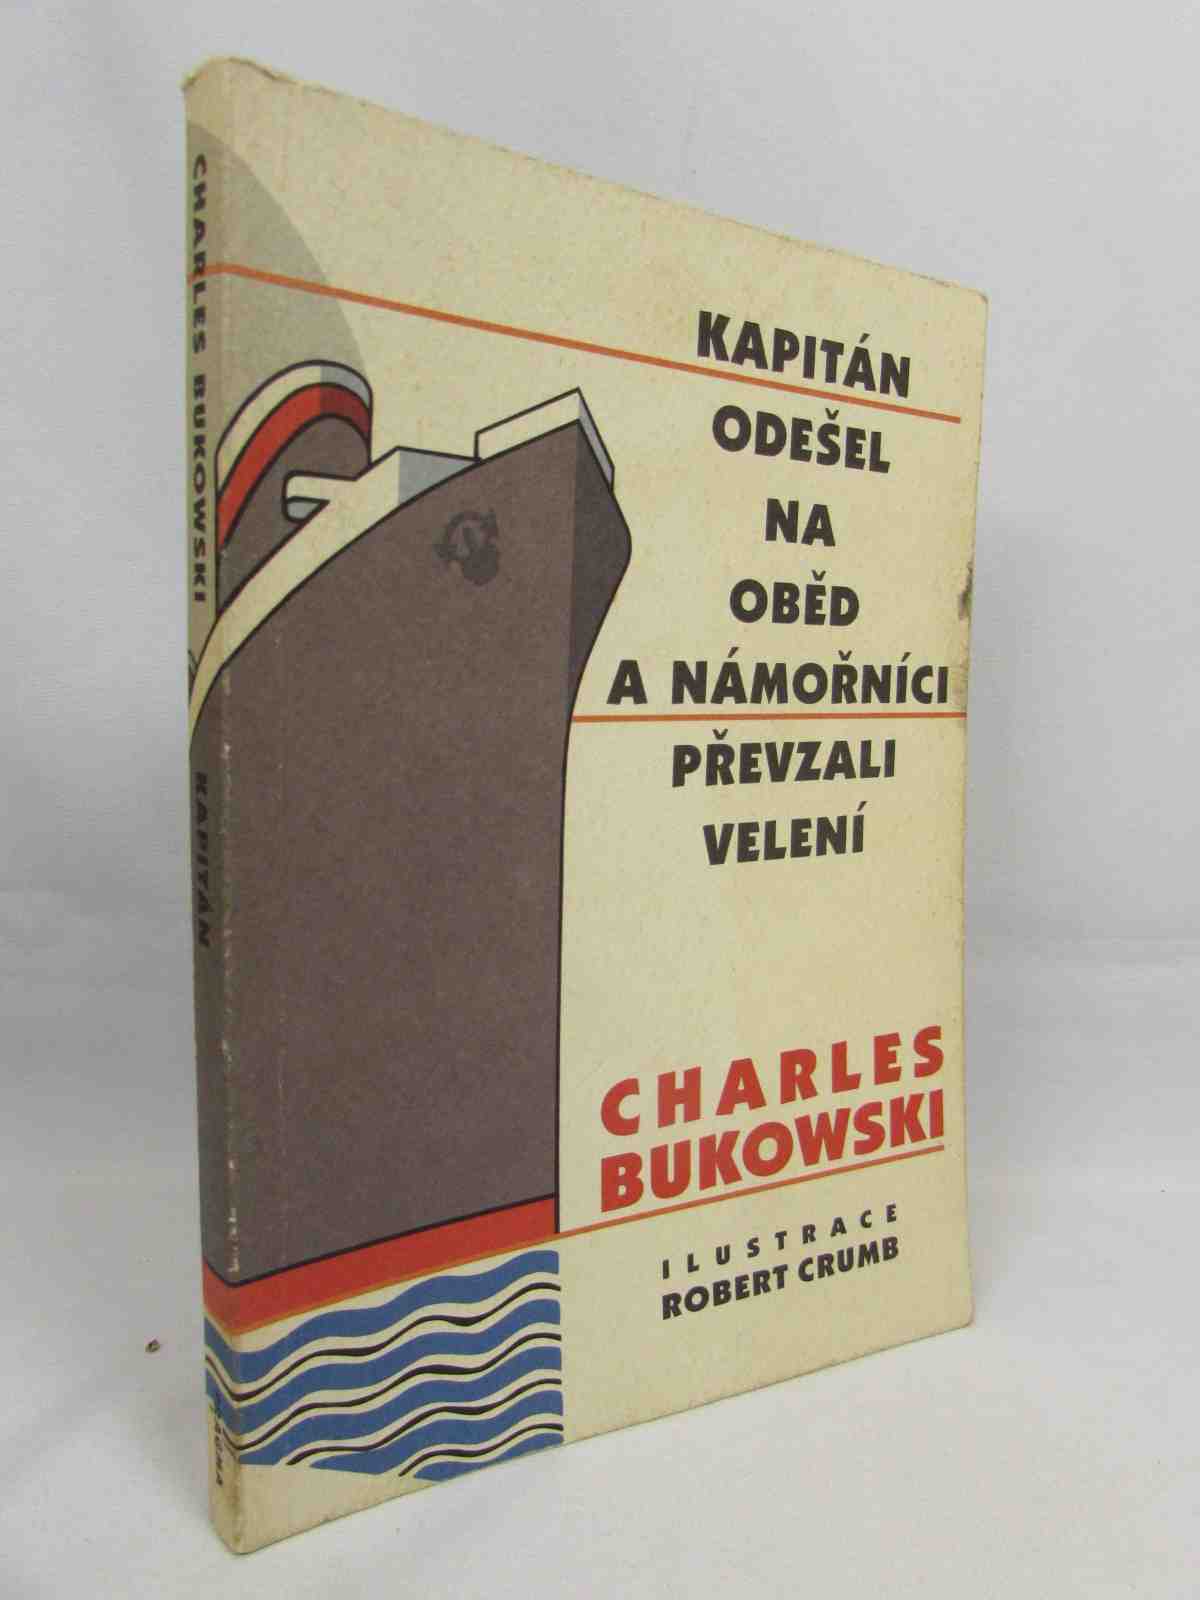 CHARLES BUKOWSKI
KAPITÁN
KAPITÁN
ODEŠEL
NA
OBĚD
A NÁMOŘNÍCI
PŘEVZALI
VELENÍ
CHARLES
BUKOWSKI
ILUSTRACE
ROBERT CRUMB